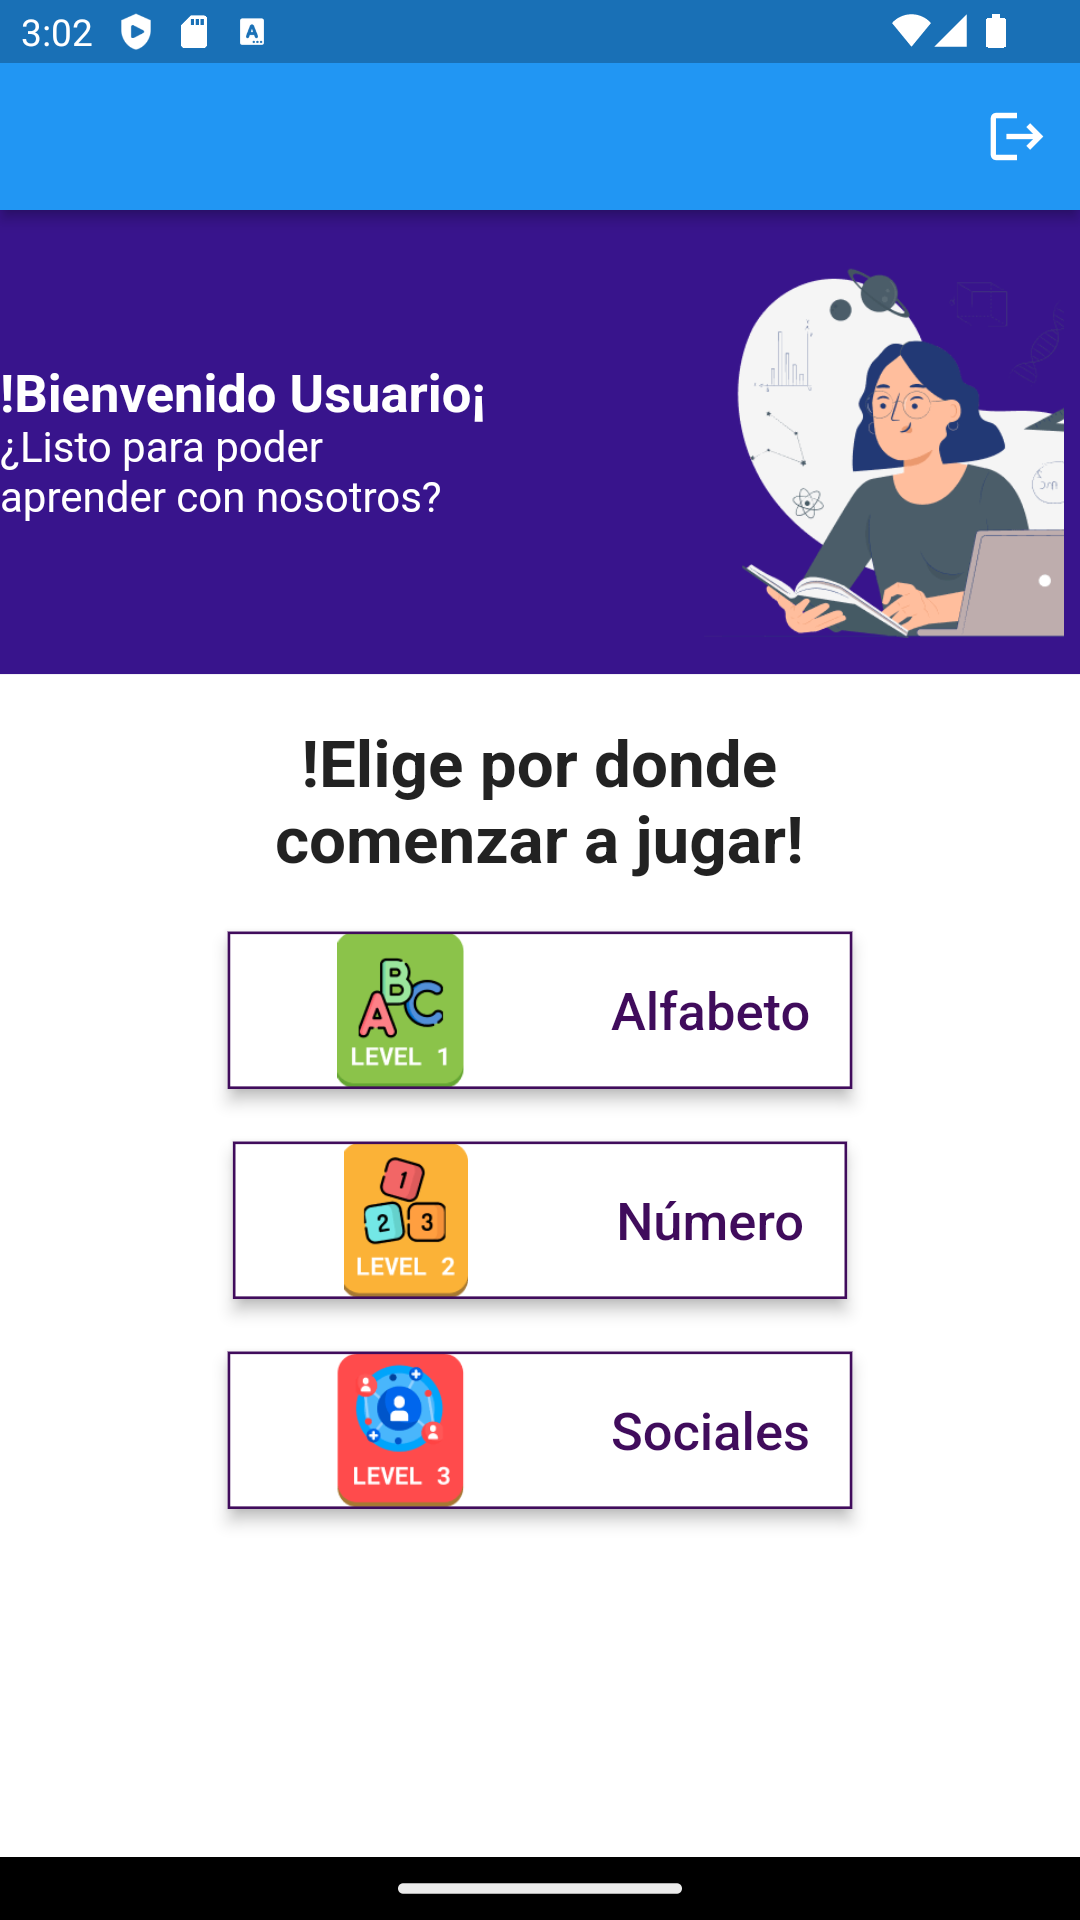 3:02
!Bienvenido Usuario¡
¿Listo para poder
aprender con nosotros?
!Elige por donde
comenzar a jugar!
ABC
LEVEL 1
Alfabeto
1
2 3
LEVEL 2
Número
LEVEL 3
Sociales